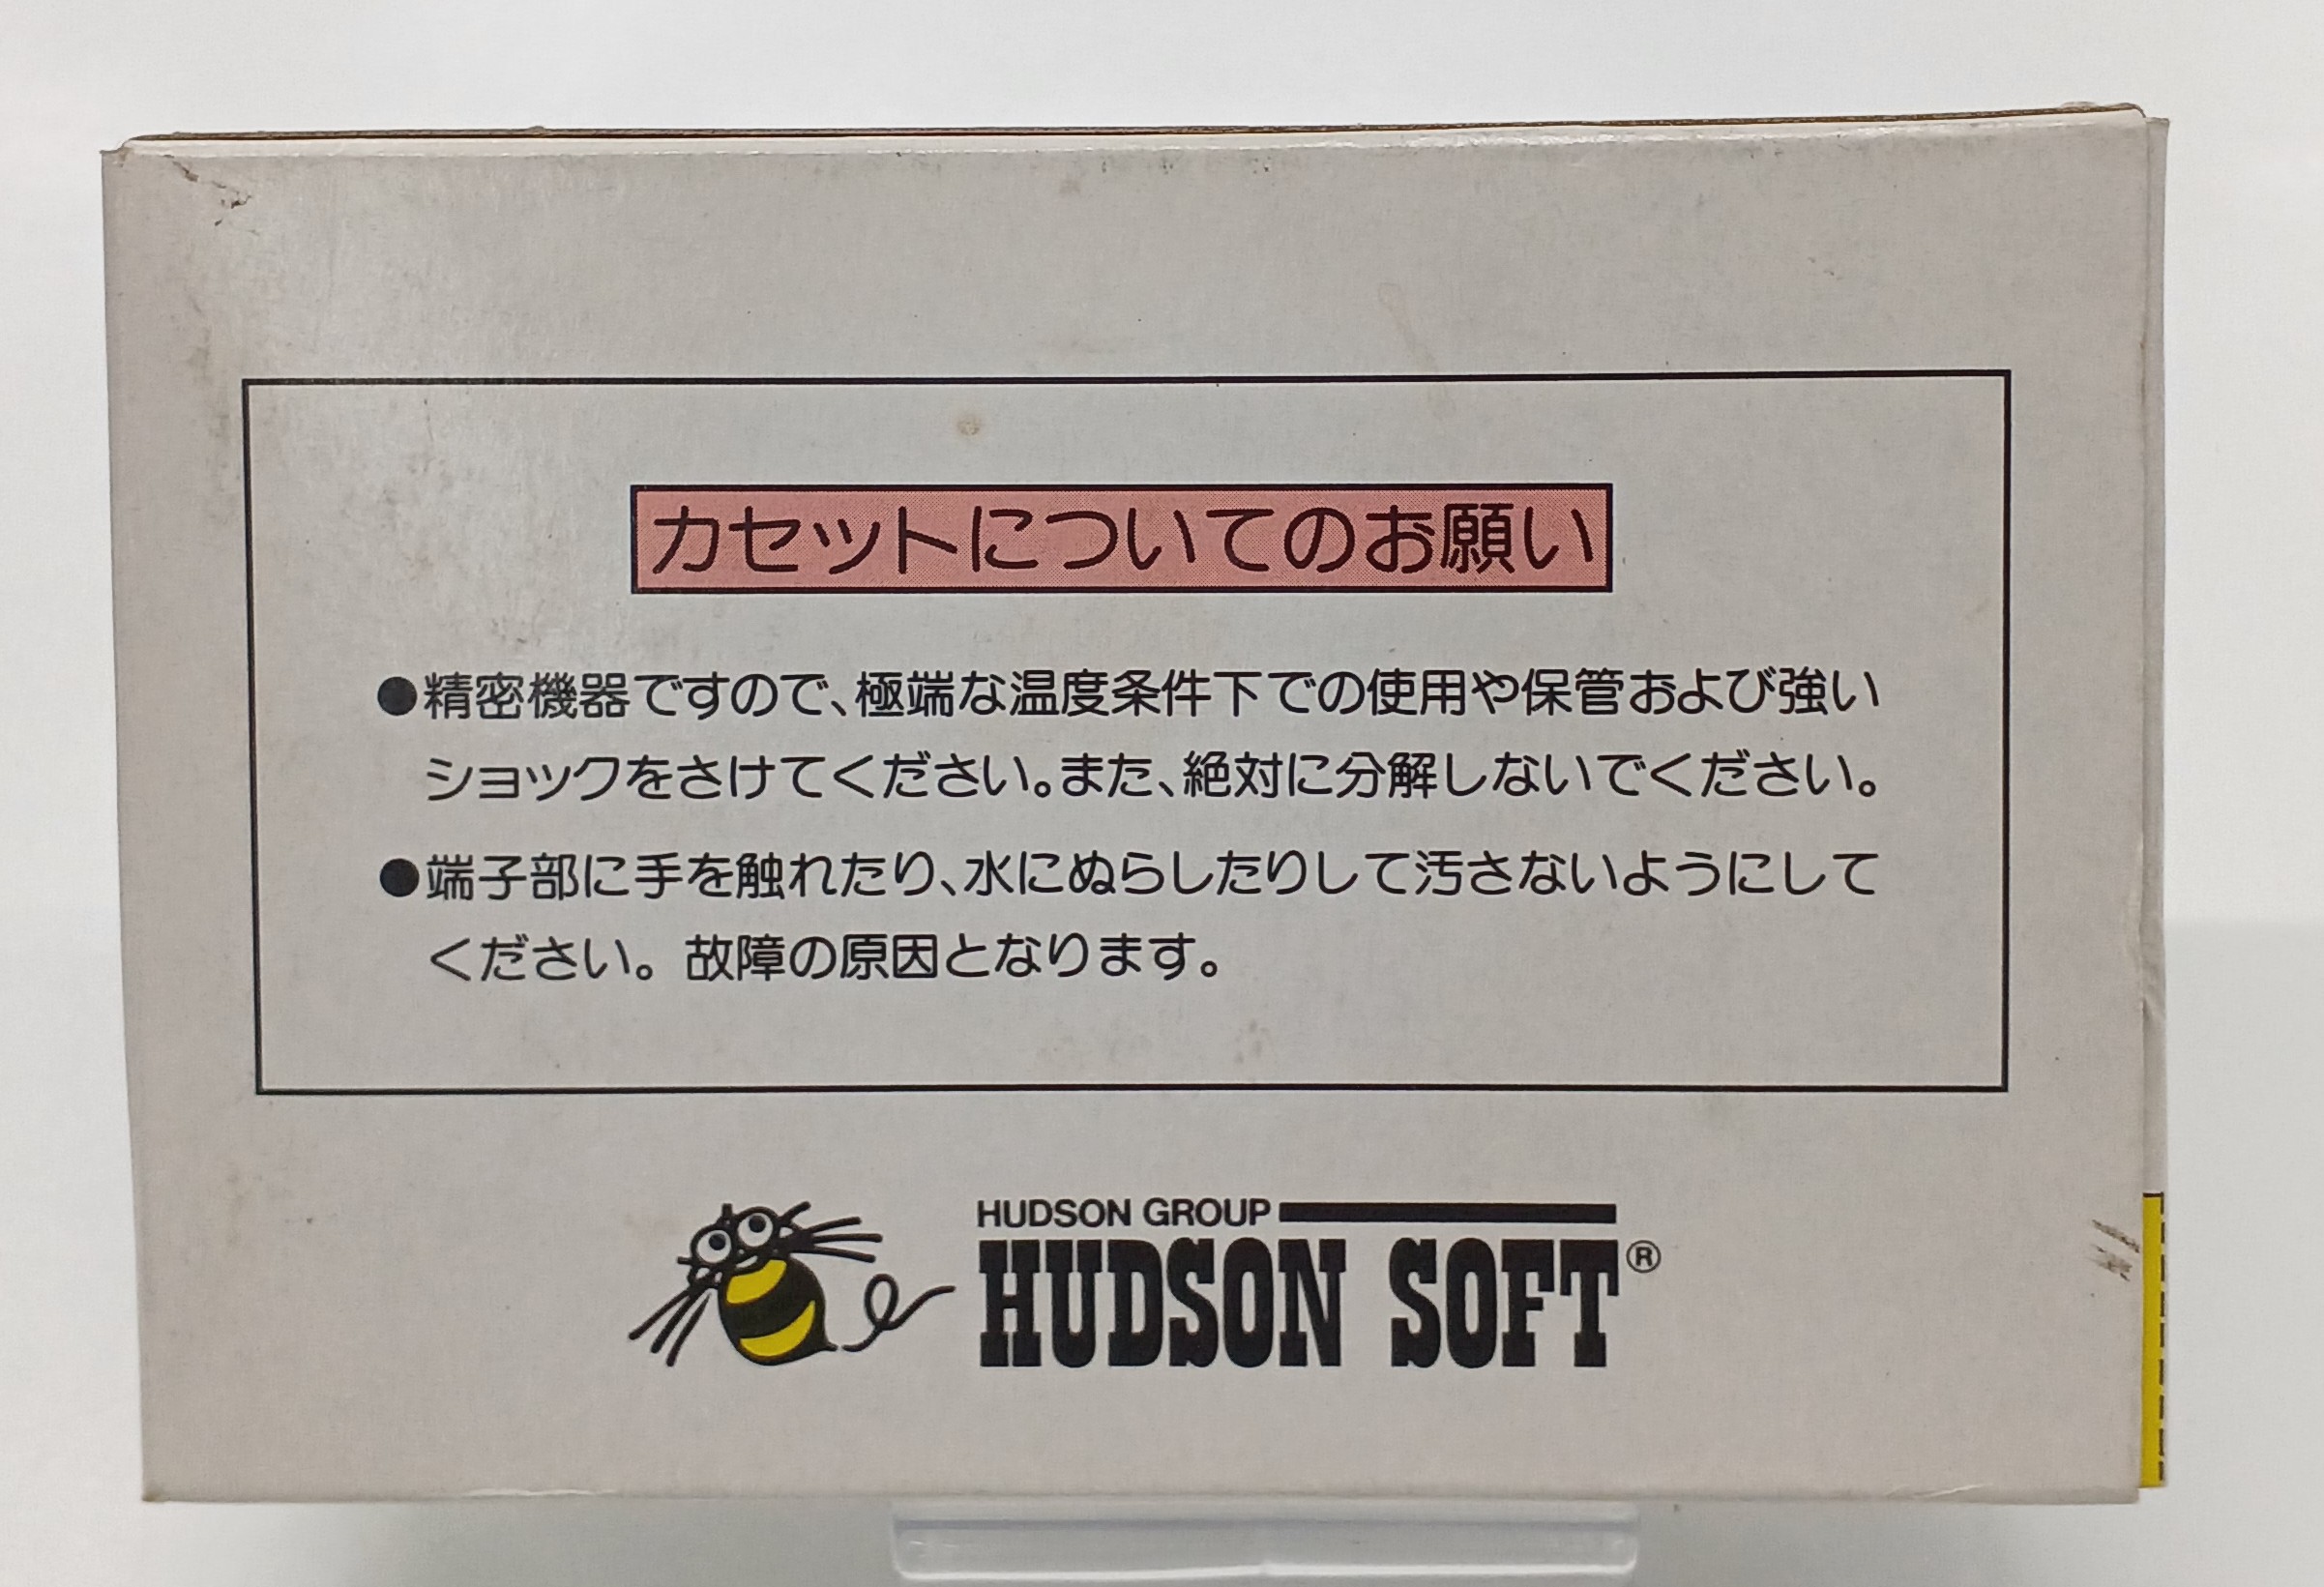 カセットについてのお願い
●精密機器ですので、極端な温度条件下での使用や保管および強い
ショックをさけてください。また、絶対に分解しないでください。
●端子部に手を触れたり、水にぬらしたりして汚さないようにして
ください。故障の原因となります。
HUDSON GROUP
HUDSON SOFT®